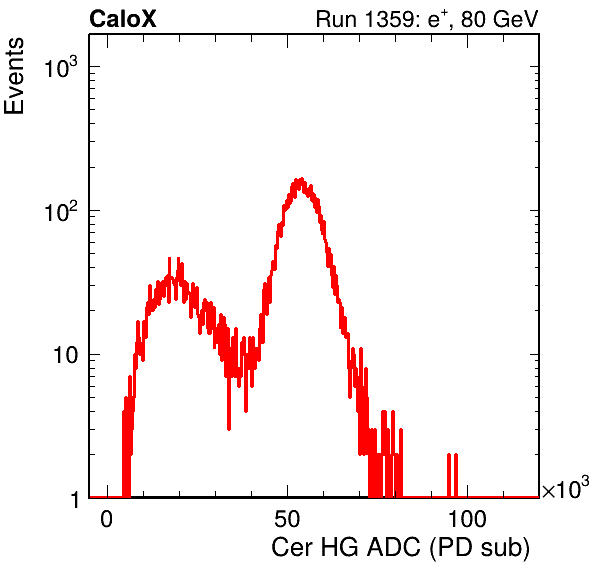 CaloX Run 1359: e⁺, 80 GeV
Events
10³
10²
10
1
0 50 100 ×10³
Cer HG ADC (PD sub)